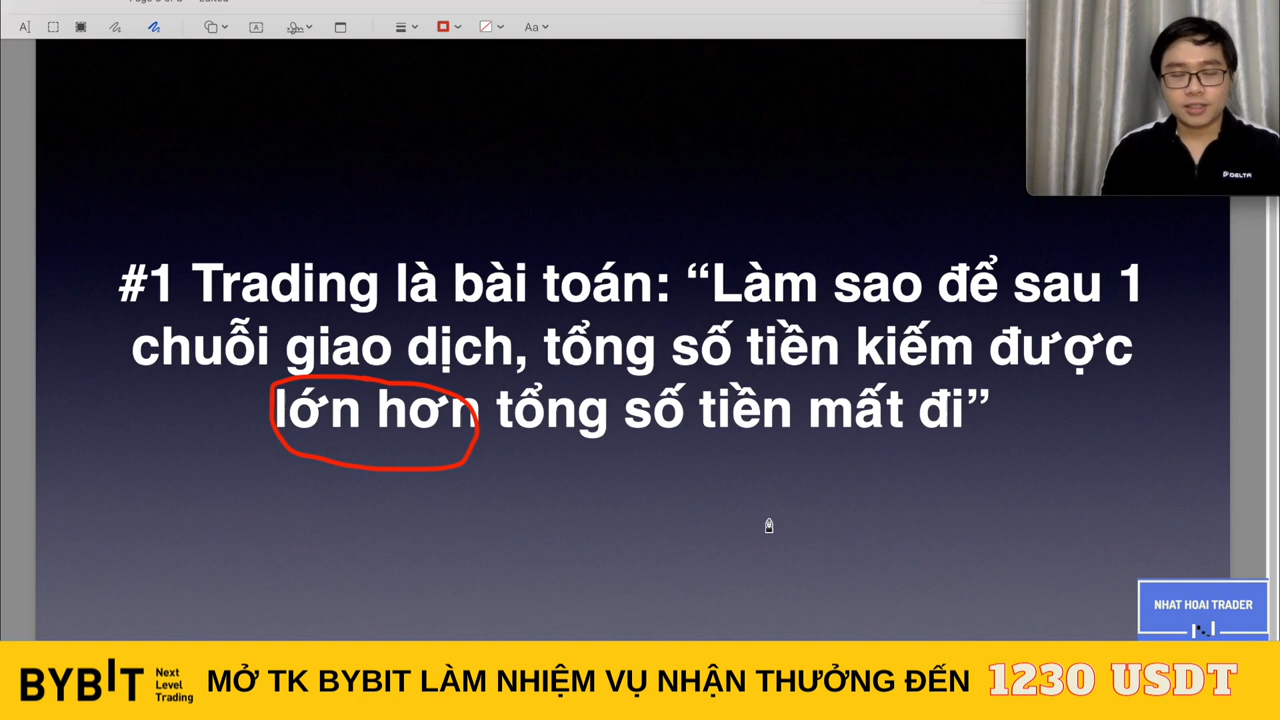 #1 Trading là bài toán: “Làm sao để sau 1
chuỗi giao dịch, tổng số tiền kiếm được
lớn hơn tổng số tiền mất đi”
DELTA
NHAT HOAI TRADER
BYBIT Next
Level
Trading
MỞ TK BYBIT LÀM NHIỆM VỤ NHẬN THƯỞNG ĐẾN 1230 USDT